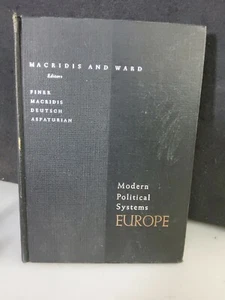 MACRIDIS AND WARD
Editors
FINER
MACRIDIS
DEUTSCH
ASPATURIAN
Modern
Political
Systems
EUROPE